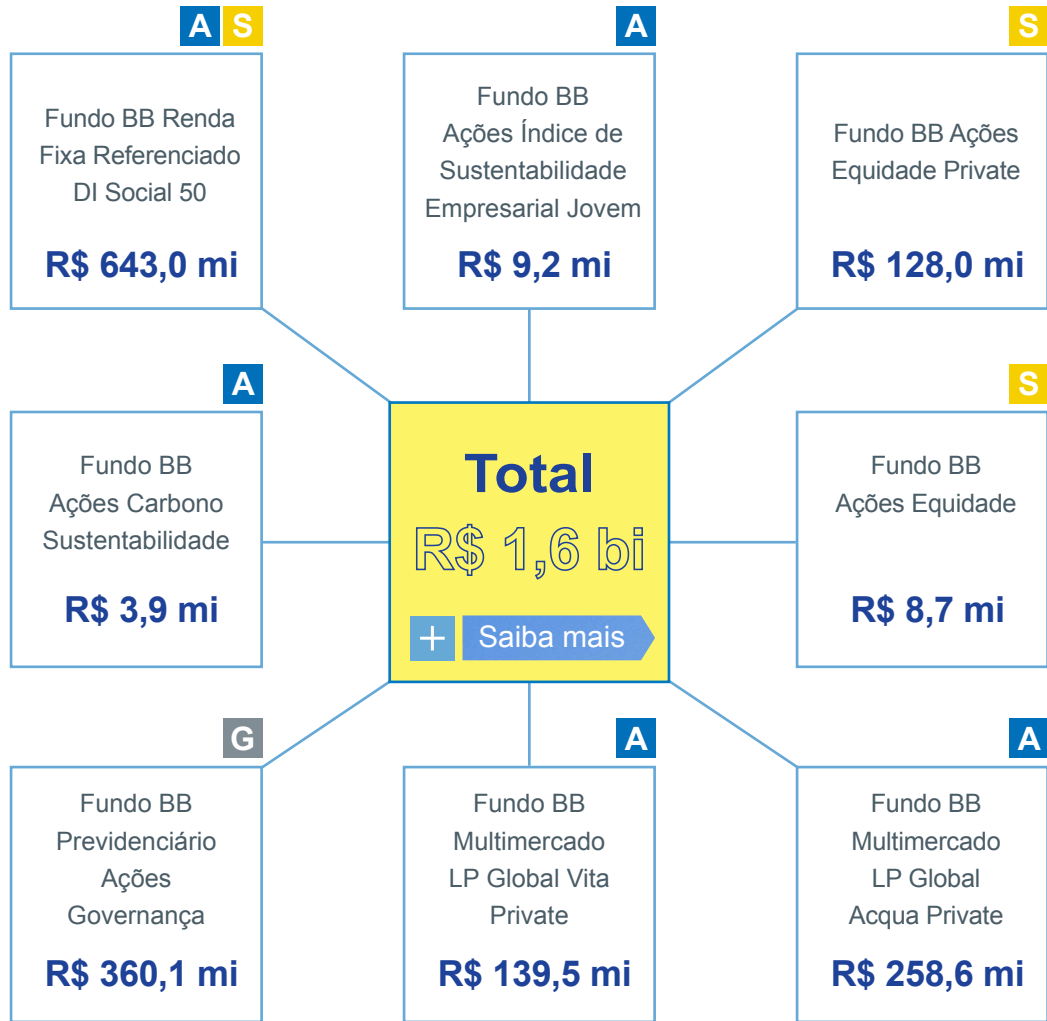 A S
Fundo BB Renda
Fixa Referenciado
DI Social 50
R$ 643,0 mi
A
Fundo BB
Ações Índice de
Sustentabilidade
Empresarial Jovem
R$ 9,2 mi
S
Fundo BB Ações
Equidade Private
R$ 128,0 mi
A
Fundo BB
Ações Carbono
Sustentabilidade
R$ 3,9 mi
Total
R$ 1,6 bi
+ Saiba mais
S
Fundo BB
Ações Equidade
R$ 8,7 mi
G
Fundo BB
Previdenciário
Ações
Governança
R$ 360,1 mi
A
Fundo BB
Multimercado
LP Global Vita
Private
R$ 139,5 mi
A
Fundo BB
Multimercado
LP Global
Acqua Private
R$ 258,6 mi